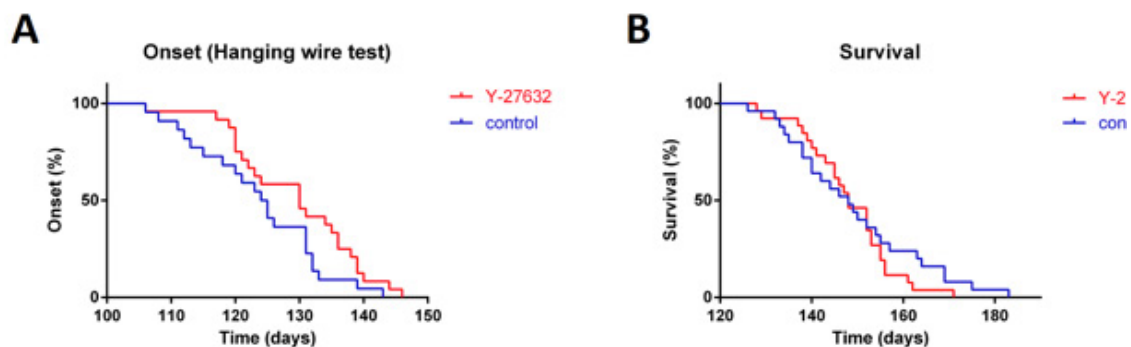 A
Onset (Hanging wire test)
Y-27632
control
100
50
0
Onset (%)
100 110 120 130 140 150
Time (days)
B
Survival
Y-2
con
100
50
0
Survival (%)
120 140 160 180
Time (days)